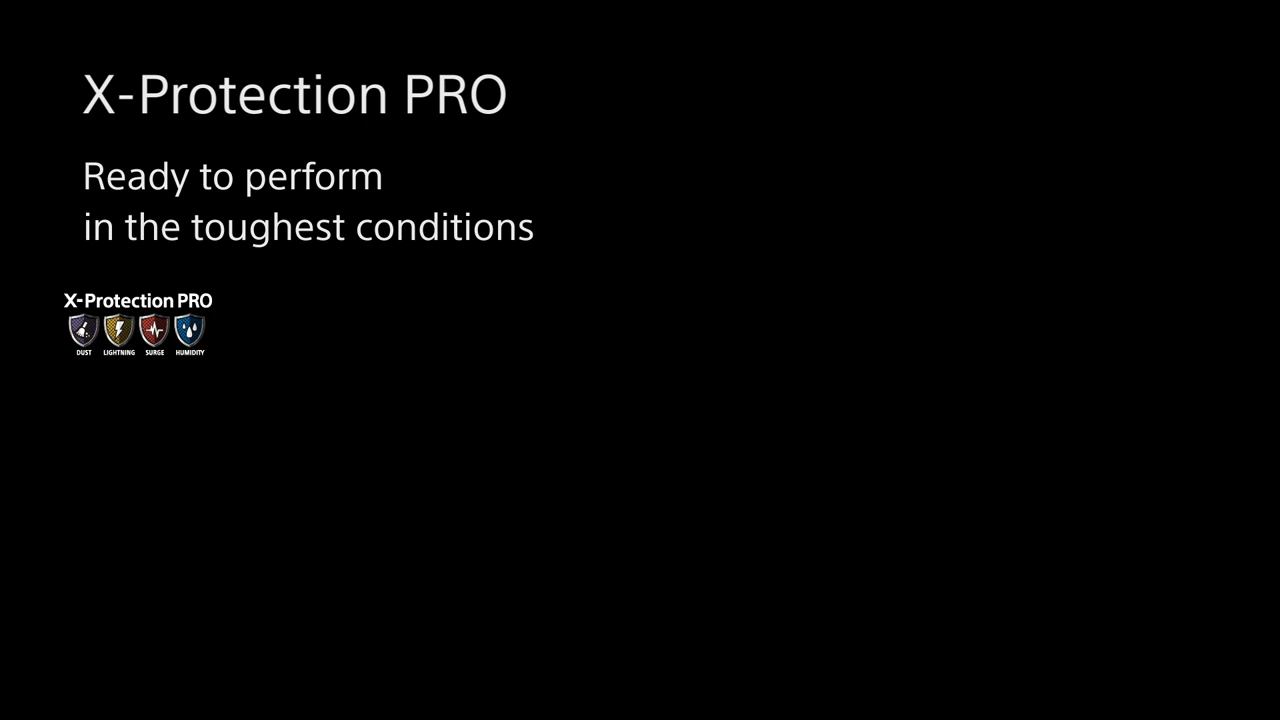 X-Protection PRO
Ready to perform
in the toughest conditions
X-Protection PRO
DUST LIGHTNING SURGE HUMIDITY